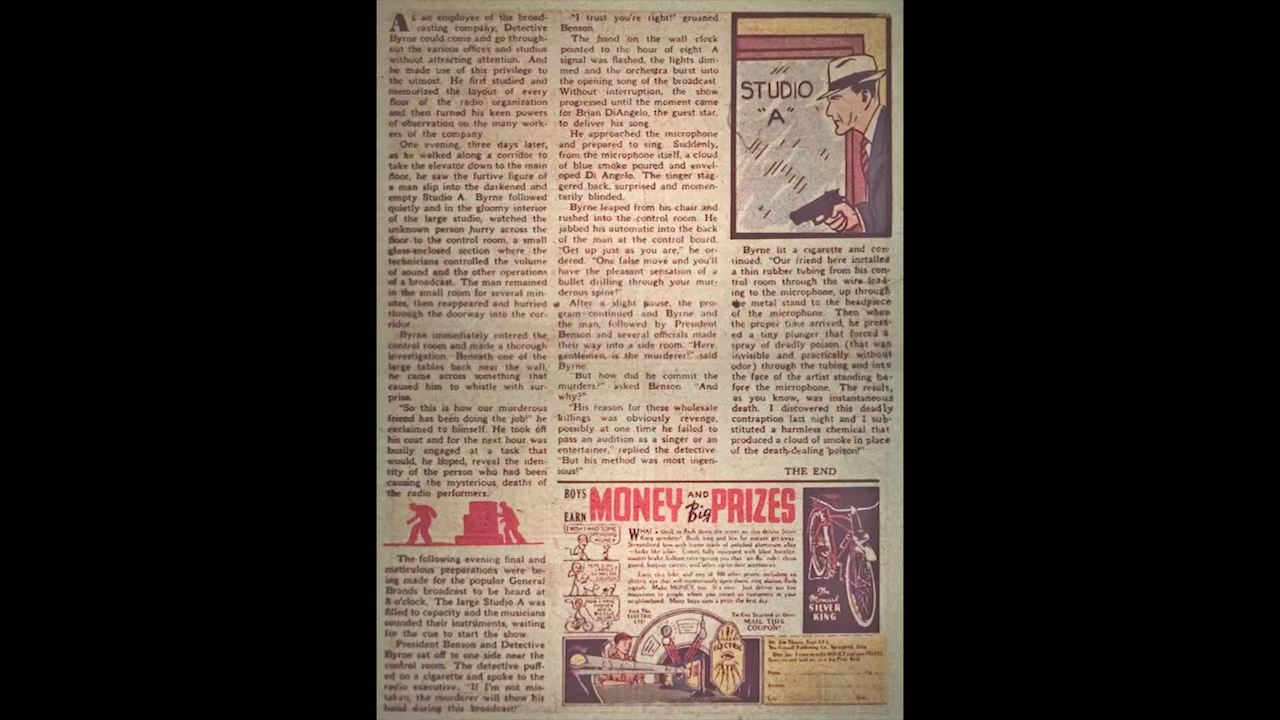 As an employee of the broad-
casting company, Detective
Byrne could come and go through-
out the various offices and studios
without attracting attention. And
he made use of this privilege to
the utmost. He first studied and
memorized the layout of every
floor of the radio organization
and then turned his keen powers
of observation on the many work-
ers of the company.
One evening, three days later,
as he walked along a corridor to
take the elevator down to the main
floor, he saw the furtive figure of
a man slip into the darkened and
empty Studio A. Byrne followed
quietly and in the gloomy interior
of the large studio, watched the
unknown person hurry across the
floor to the control room, a small
glass-enclosed section where the
technicians controlled the volume
of sound and the other operations
of a broadcast. The man remained
in the small room for several min-
utes, then reappeared and hurried
through the doorway into the cor-
ridor.
Byrne immediately entered the
control room and made a thorough
investigation. Beneath one of the
large tables back near the wall,
he came across something that
caused him to whistle with sur-
prise.
"So this is how our murderous
friend has been doing the job!" he
exclaimed to himself. He took off
his coat and for the next hour was
busily engaged at a task that
would, he hoped, reveal the iden-
tity of the person who had been
causing the mysterious deaths of
the radio performers.
The following evening final and
meticulous preparations were be-
ing made for the popular General
Brands broadcast to be heard at
8 o'clock. The large Studio A was
filled to capacity and the musicians
sounded their instruments, waiting
for the cue to start the show.
President Benson and Detective
Byrne sat off to one side near the
control room. The detective puff-
ed on a cigarette and spoke to the
radio executive. "If I'm not mis-
taken, the murderer will show his
hand during this broadcast!"
"I trust you're right!" groaned
Benson.
The hand on the wall clock
pointed to the hour of eight. A
signal was flashed, the lights dim-
med and the orchestra burst into
the opening song of the broadcast.
Without interruption, the show
progressed until the moment came
for Brian DiAngelo, the guest star,
to deliver his song.
He approached the microphone
and prepared to sing. Suddenly,
from the microphone itself, a cloud
of blue smoke poured and envel-
oped Di Angelo. The singer stag-
gered back, surprised and momen-
tarily blinded.
Byrne leaped from his chair and
rushed into the control room. He
jabbed his automatic into the back
of the man at the control board.
"Get up just as you are," he or-
dered. "One false move and you'll
have the pleasant sensation of a
bullet drilling through your mur-
derous spine!"
After a slight pause, the pro-
gram continued and Byrne and
the man, followed by President
Benson and several officials made
their way into a side room. "Here,
gentlemen, is the murderer!" said
Byrne.
"But how did he commit the
murders?" asked Benson. "And
why?"
"His reason for these wholesale
killings was obviously revenge,
possibly at one time he failed to
pass an audition as a singer or an
entertainer," replied the detective.
"But his method was most ingen-
ious!"
STUDIO
"A"
Byrne lit a cigarette and con-
tinued. "Our friend here installed
a thin rubber tubing from his con-
trol room through the wire lead-
ing to the microphone, up through
the metal stand to the headpiece
of the microphone. Then when
the proper time arrived, he press-
ed a tiny plunger that forced a
spray of deadly poison (that was
invisible and practically without
odor) through the tubing and into
the face of the artist standing be-
fore the microphone. The result,
as you know, was instantaneous
death. I discovered this deadly
contraption last night and I sub-
stituted a harmless chemical that
produced a cloud of smoke in place
of the death-dealing poison!"
THE END
BOYS EARN MONEY AND Big PRIZES
I WISH I HAD SOME SPENDING MONEY
The Monark
SILVER
KING
To Get Started at Once
MAIL THIS
COUPON!
ELECTRIC